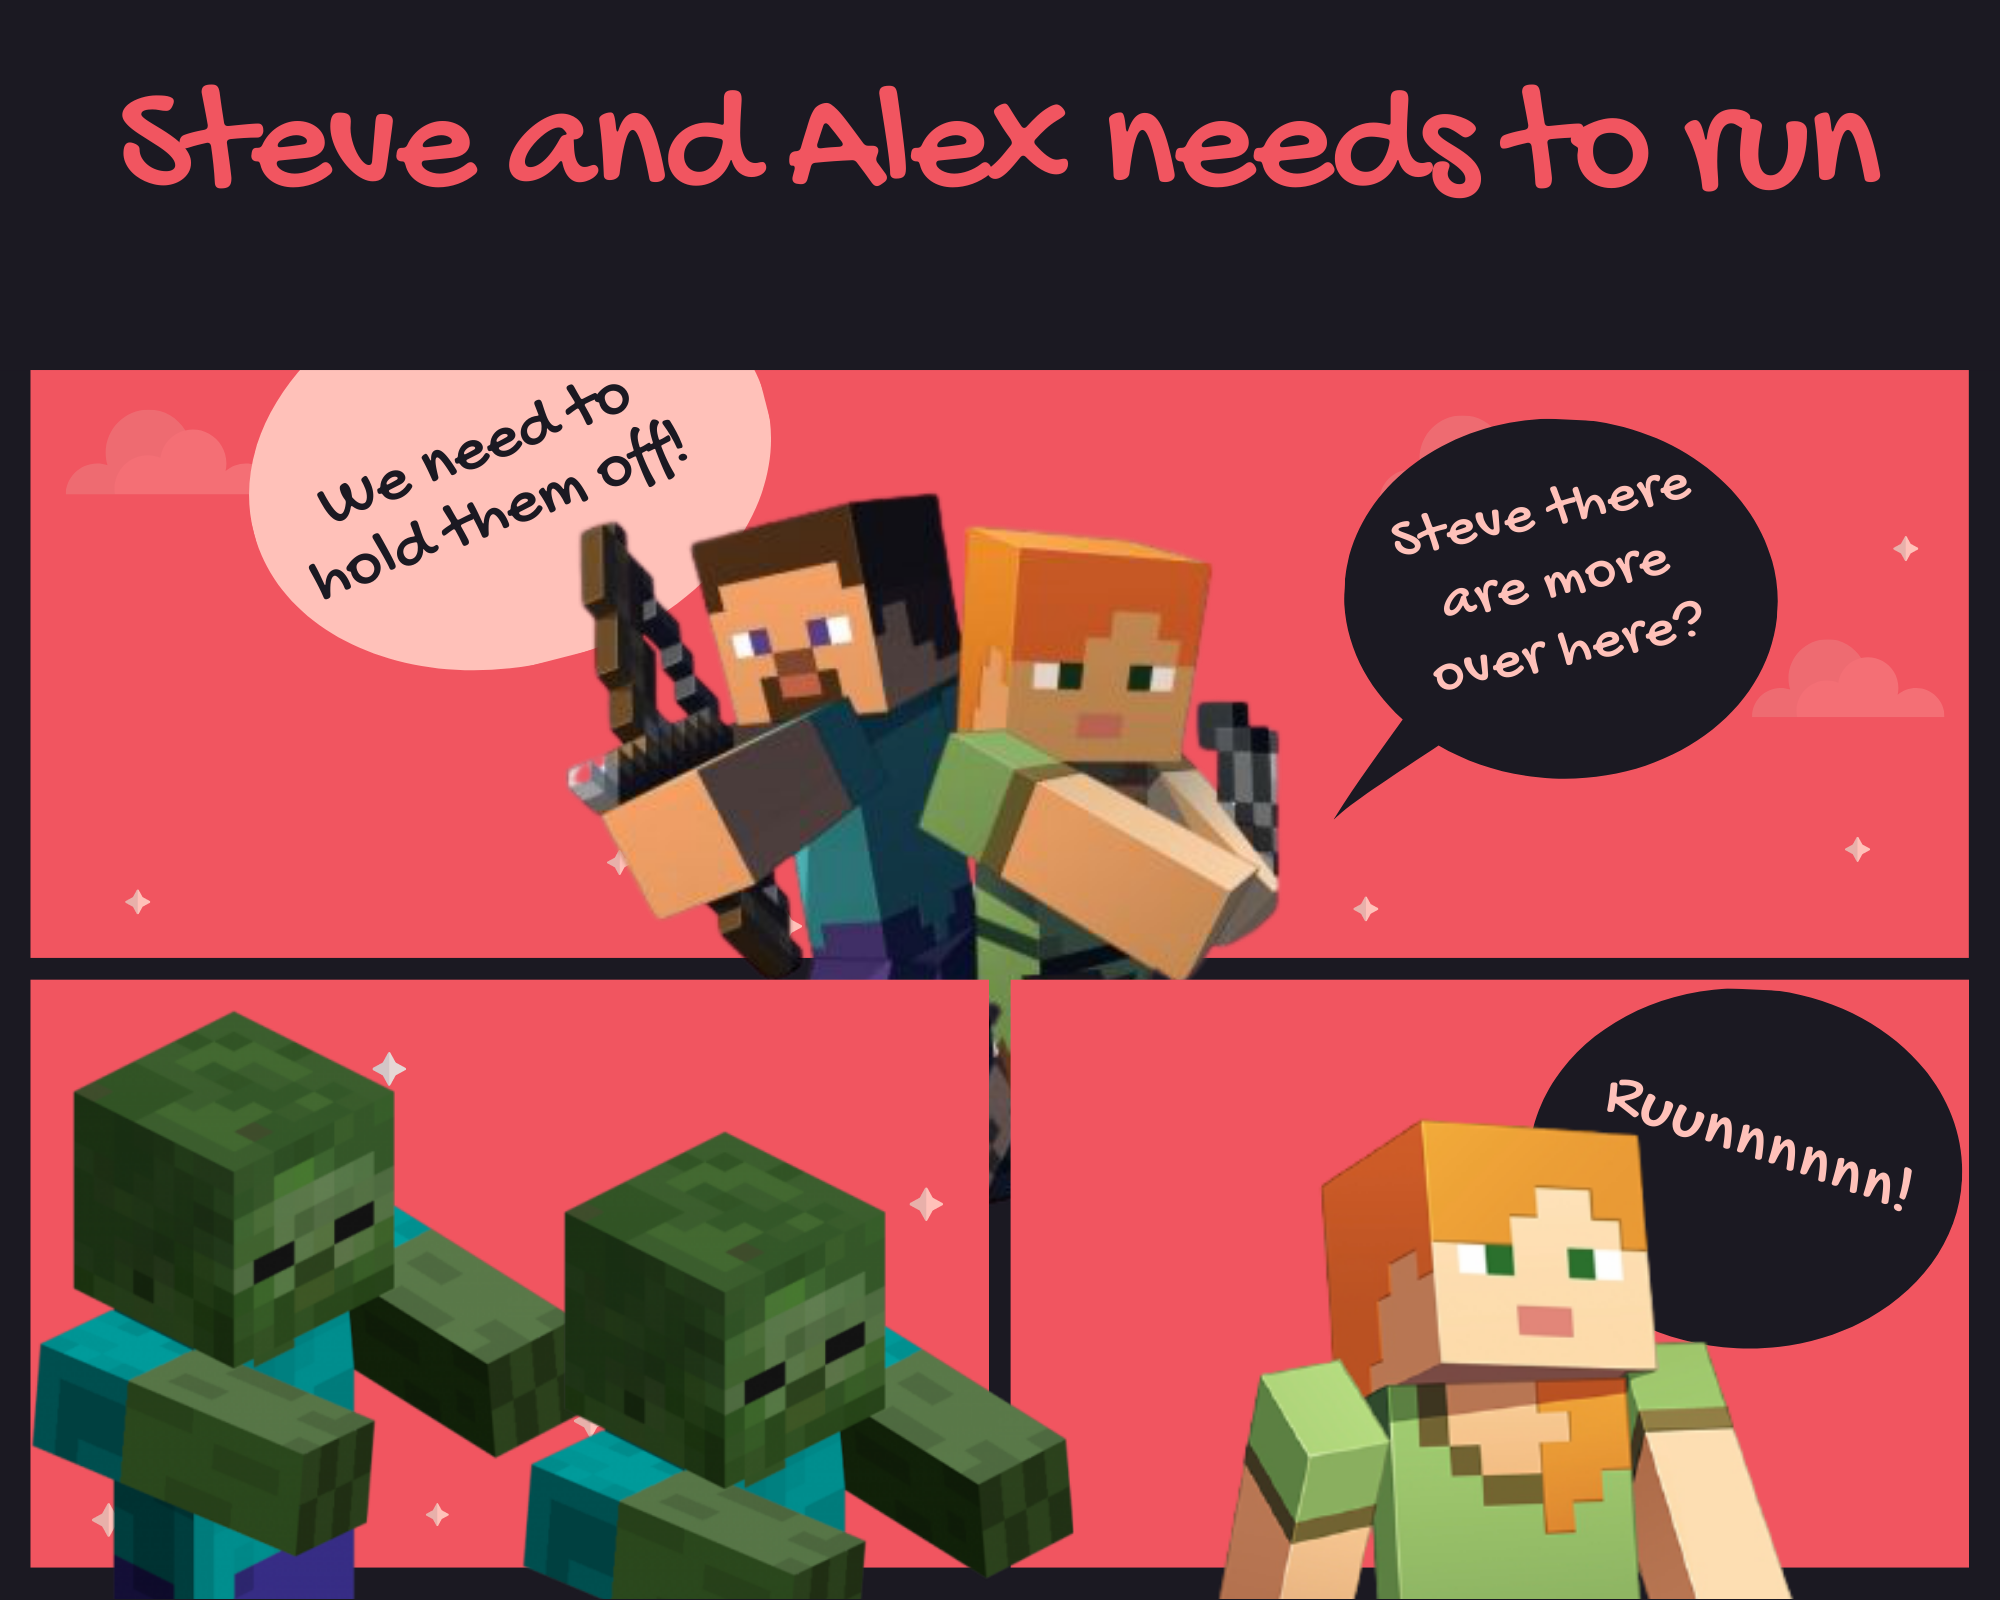 Steve and Alex needs to run
We need to
hold them off!
Steve there
are more
over here?
Ruunnnnnn!